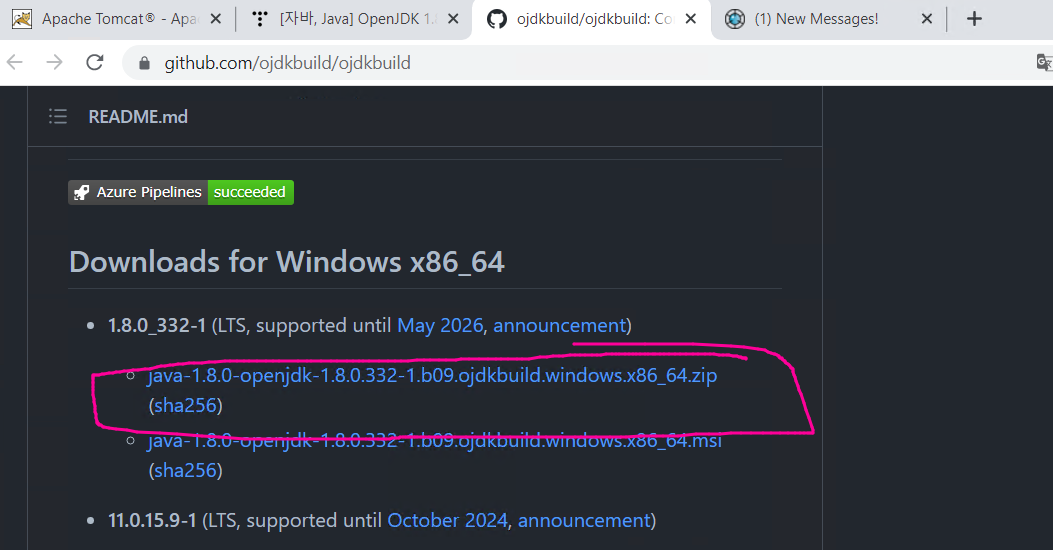 Apache Tomcat® - Apac
[자바, Java] OpenJDK 1.8
ojdkbuild/ojdkbuild: Co
(1) New Messages!
github.com/ojdkbuild/ojdkbuild
README.md
Azure Pipelines succeeded
Downloads for Windows x86_64
1.8.0_332-1 (LTS, supported until May 2026, announcement)
java-1.8.0-openjdk-1.8.0.332-1.b09.ojdkbuild.windows.x86_64.zip
(sha256)
java-1.8.0-openjdk-1.8.0.332-1.b09.ojdkbuild.windows.x86_64.msi
(sha256)
11.0.15.9-1 (LTS, supported until October 2024, announcement)